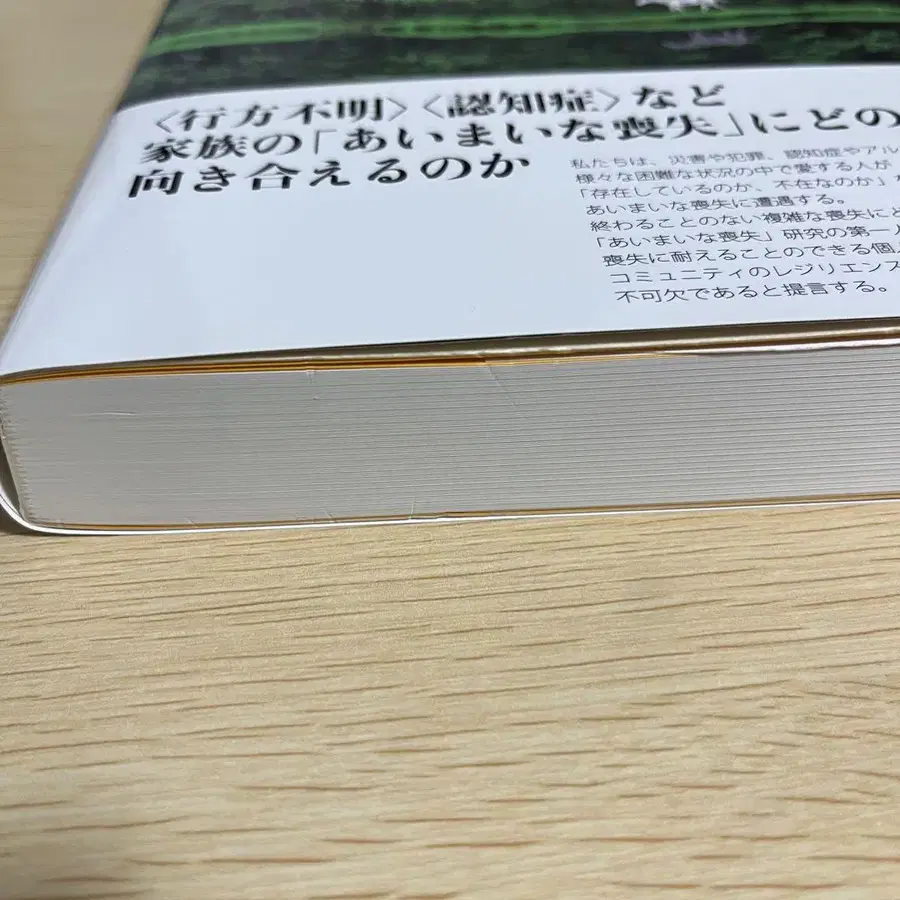 〈行方不明〉〈認知症〉など
家族の「あいまいな喪失」にどの
向き合えるのか
私たちは、災害や犯罪、認知症やアル
様々な困難な状況の中で愛する人が
「存在しているのか、不在なのか」
あいまいな喪失に遭遇する。
終わることのない複雑な喪失に
「あいまいな喪失」研究の第一
喪失に耐えることのできる個
コミュニティのレジリエンス
不可欠であると提言する。